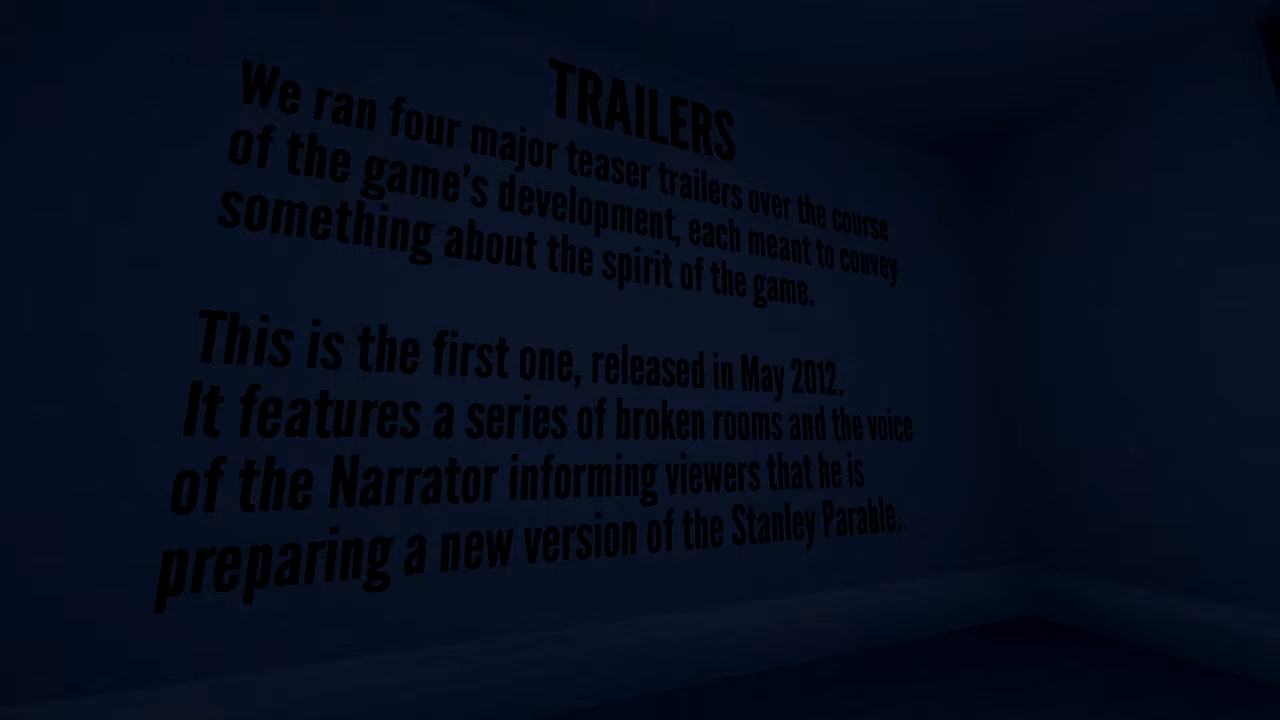 TRAILERS
We ran four major teaser trailers over the course
of the game's development, each meant to convey
something about the spirit of the game.
This is the first one, released in May 2012.
It features a series of broken rooms and the voice
of the Narrator informing viewers that he is
preparing a new version of the Stanley Parable.